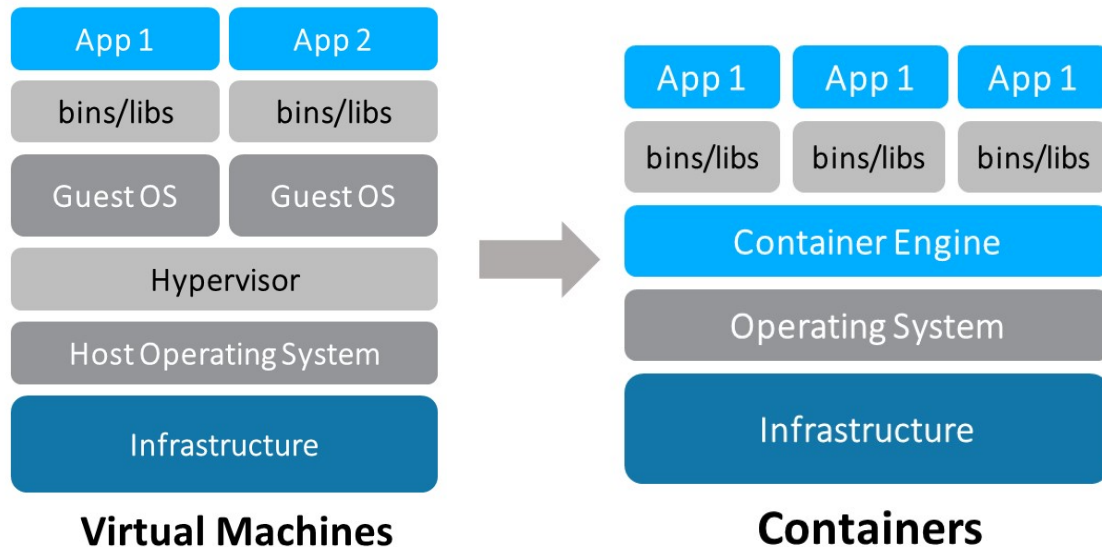 App 1
App 2
bins/libs
bins/libs
Guest OS
Guest OS
Hypervisor
Host Operating System
Infrastructure
Virtual Machines
App 1
App 1
App 1
bins/libs
bins/libs
bins/libs
Container Engine
Operating System
Infrastructure
Containers